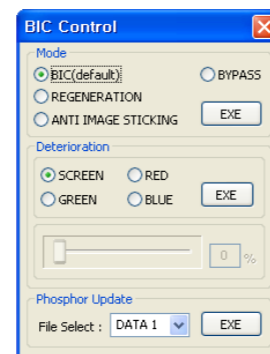 BIC Control
Mode
BIC(default) BYPASS
REGENERATION
ANTI IMAGE STICKING EXE
Deterioration
SCREEN RED
GREEN BLUE EXE
0 %
Phosphor Update
File Select : DATA 1 EXE